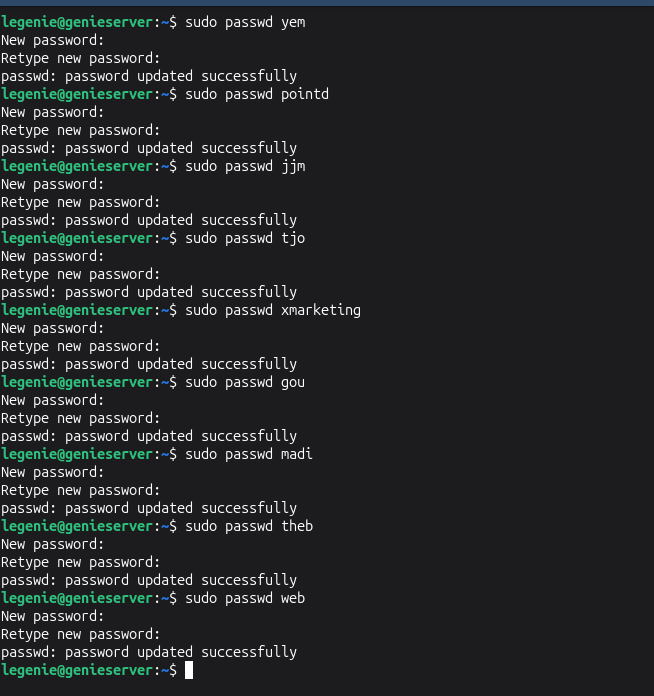 legenie@genieserver:~$ sudo passwd yem
New password:
Retype new password:
passwd: password updated successfully
legenie@genieserver:~$ sudo passwd pointd
New password:
Retype new password:
passwd: password updated successfully
legenie@genieserver:~$ sudo passwd jjm
New password:
Retype new password:
passwd: password updated successfully
legenie@genieserver:~$ sudo passwd tjo
New password:
Retype new password:
passwd: password updated successfully
legenie@genieserver:~$ sudo passwd xmarketing
New password:
Retype new password:
passwd: password updated successfully
legenie@genieserver:~$ sudo passwd gou
New password:
Retype new password:
passwd: password updated successfully
legenie@genieserver:~$ sudo passwd madi
New password:
Retype new password:
passwd: password updated successfully
legenie@genieserver:~$ sudo passwd theb
New password:
Retype new password:
passwd: password updated successfully
legenie@genieserver:~$ sudo passwd web
New password:
Retype new password:
passwd: password updated successfully
legenie@genieserver:~$